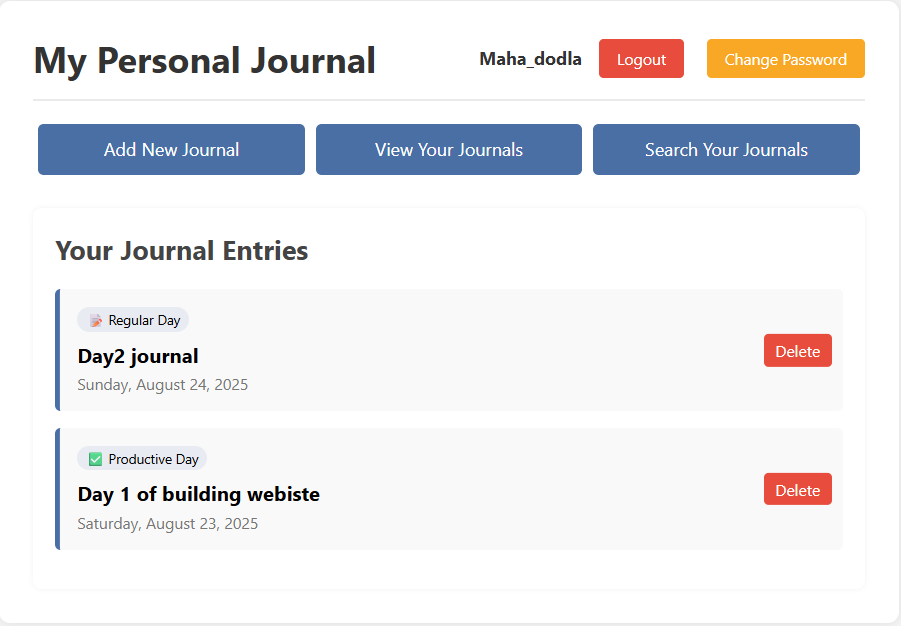 My Personal Journal
Maha_dodla
Logout
Change Password
Add New Journal
View Your Journals
Search Your Journals
Your Journal Entries
Regular Day
Day2 journal
Sunday, August 24, 2025
Delete
Productive Day
Day 1 of building webiste
Saturday, August 23, 2025
Delete